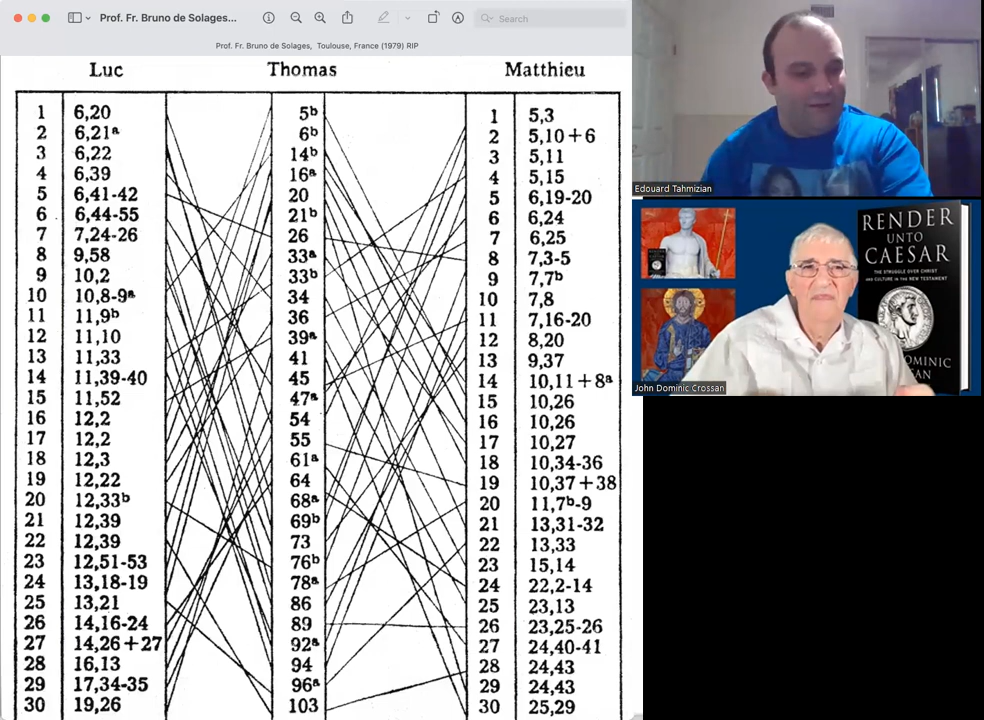 Prof. Fr. Bruno de Solages...
Search
Prof. Fr. Bruno de Solages, Toulouse, France (1979) RIP
Luc Thomas Matthieu
1 6,20 5b 1 5,3
2 6,21a 6b 2 5,10+6
3 6,22 14b 3 5,11
4 6,39 16a 4 5,15
5 6,41-42 20 5 6,19-20
6 6,44-55 21b 6 6,24
7 7,24-26 26 7 6,25
8 9,58 33a 8 7,3-5
9 10,2 33b 9 7,7b
10 10,8-9a 34 10 7,8
11 11,9b 36 11 7,16-20
12 11,10 39a 12 8,20
13 11,33 41 13 9,37
14 11,39-40 45 14 10,11+8a
15 11,52 47a 15 10,26
16 12,2 54 16 10,26
17 12,2 55 17 10,27
18 12,3 61a 18 10,34-36
19 12,22 64 19 10,37+38
20 12,33b 68a 20 11,7b-9
21 12,39 69b 21 13,31-32
22 12,39 73 22 13,33
23 12,51-53 76b 23 15,14
24 13,18-19 78a 24 22,2-14
25 13,21 86 25 23,13
26 14,16-24 89 26 23,25-26
27 14,26+27 92a 27 24,40-41
28 16,13 94 28 24,43
29 17,34-35 96a 29 24,43
30 19,26 103 30 25,29
Edouard Tahmizian
RENDER
UNTO
CAESAR
THE STRUGGLE OVER CHRIST
AND CULTURE IN THE NEW TESTAMENT
DOMINIC
John Dominic Crossan